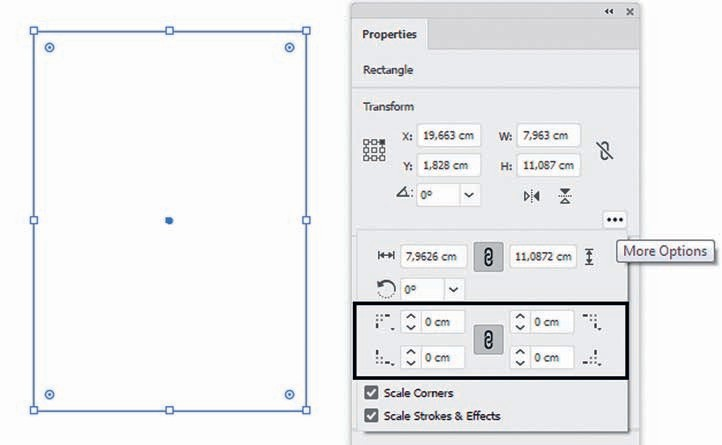 Properties
Rectangle
Transform
X: 19,663 cm W: 7,963 cm
Y: 1,828 cm H: 11,087 cm
0°
More Options
7,9626 cm 11,0872 cm
0°
0 cm 0 cm
0 cm 0 cm
Scale Corners
Scale Strokes & Effects